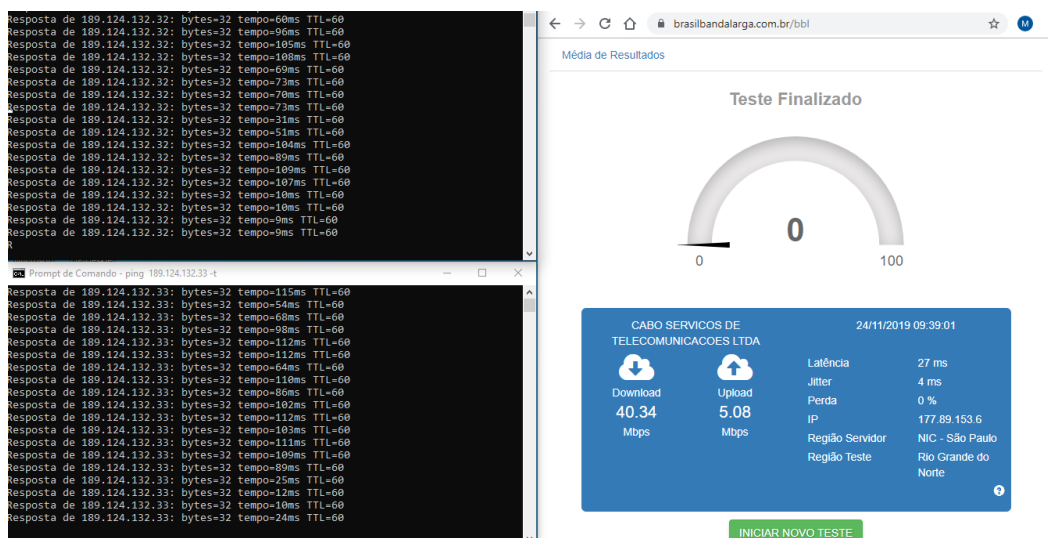 Resposta de 189.124.132.32: bytes=32 tempo=60ms TTL=60
Resposta de 189.124.132.32: bytes=32 tempo=96ms TTL=60
Resposta de 189.124.132.32: bytes=32 tempo=105ms TTL=60
Resposta de 189.124.132.32: bytes=32 tempo=108ms TTL=60
Resposta de 189.124.132.32: bytes=32 tempo=69ms TTL=60
Resposta de 189.124.132.32: bytes=32 tempo=73ms TTL=60
Resposta de 189.124.132.32: bytes=32 tempo=70ms TTL=60
Resposta de 189.124.132.32: bytes=32 tempo=73ms TTL=60
Resposta de 189.124.132.32: bytes=32 tempo=31ms TTL=60
Resposta de 189.124.132.32: bytes=32 tempo=51ms TTL=60
Resposta de 189.124.132.32: bytes=32 tempo=104ms TTL=60
Resposta de 189.124.132.32: bytes=32 tempo=89ms TTL=60
Resposta de 189.124.132.32: bytes=32 tempo=109ms TTL=60
Resposta de 189.124.132.32: bytes=32 tempo=107ms TTL=60
Resposta de 189.124.132.32: bytes=32 tempo=10ms TTL=60
Resposta de 189.124.132.32: bytes=32 tempo=10ms TTL=60
Resposta de 189.124.132.32: bytes=32 tempo=9ms TTL=60
Resposta de 189.124.132.32: bytes=32 tempo=9ms TTL=60
R
Prompt de Comando - ping 189.124.132.33 -t
Resposta de 189.124.132.33: bytes=32 tempo=115ms TTL=60
Resposta de 189.124.132.33: bytes=32 tempo=54ms TTL=60
Resposta de 189.124.132.33: bytes=32 tempo=68ms TTL=60
Resposta de 189.124.132.33: bytes=32 tempo=98ms TTL=60
Resposta de 189.124.132.33: bytes=32 tempo=112ms TTL=60
Resposta de 189.124.132.33: bytes=32 tempo=112ms TTL=60
Resposta de 189.124.132.33: bytes=32 tempo=64ms TTL=60
Resposta de 189.124.132.33: bytes=32 tempo=110ms TTL=60
Resposta de 189.124.132.33: bytes=32 tempo=86ms TTL=60
Resposta de 189.124.132.33: bytes=32 tempo=102ms TTL=60
Resposta de 189.124.132.33: bytes=32 tempo=112ms TTL=60
Resposta de 189.124.132.33: bytes=32 tempo=103ms TTL=60
Resposta de 189.124.132.33: bytes=32 tempo=111ms TTL=60
Resposta de 189.124.132.33: bytes=32 tempo=109ms TTL=60
Resposta de 189.124.132.33: bytes=32 tempo=89ms TTL=60
Resposta de 189.124.132.33: bytes=32 tempo=25ms TTL=60
Resposta de 189.124.132.33: bytes=32 tempo=12ms TTL=60
Resposta de 189.124.132.33: bytes=32 tempo=10ms TTL=60
Resposta de 189.124.132.33: bytes=32 tempo=24ms TTL=60
brasilbandalarga.com.br/bbl
M
Média de Resultados
Teste Finalizado
0
0 100
CABO SERVICOS DE
TELECOMUNICACOES LTDA
Download Upload
40.34 5.08
Mbps Mbps
24/11/2019 09:39:01
Latência 27 ms
Jitter 4 ms
Perda 0 %
IP 177.89.153.6
Região Servidor NIC - São Paulo
Região Teste Rio Grande do
Norte
INICIAR NOVO TESTE